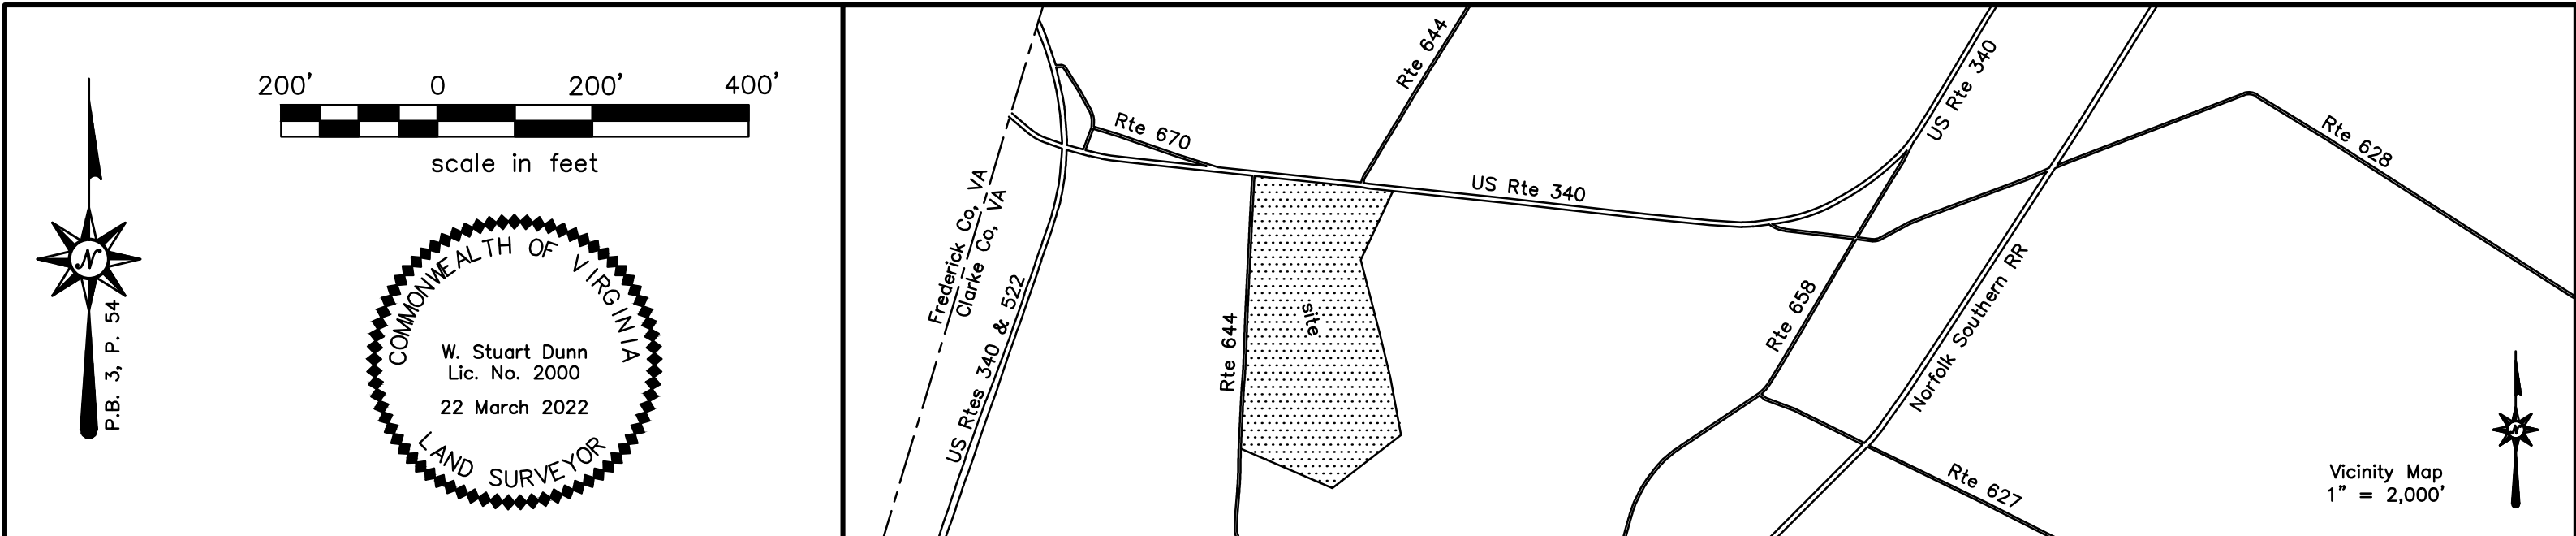 200' 0 200' 400'
scale in feet
N
P.B. 3, P. 54
COMMONWEALTH OF VIRGINIA
W. Stuart Dunn
Lic. No. 2000
22 March 2022
LAND SURVEYOR
Frederick Co, VA
Clarke Co, VA
US Rtes 340 & 522
Rte 670
Rte 644
Rte 644
site
US Rte 340
US Rte 340
Rte 658
Norfolk Southern RR
Rte 628
Rte 627
Vicinity Map
1" = 2,000'
N